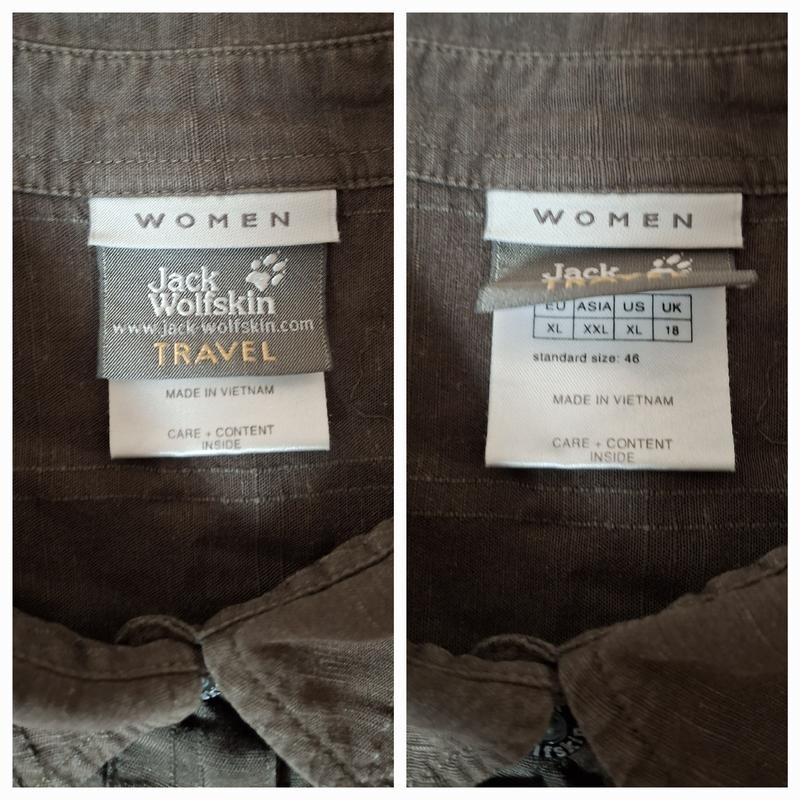 WOMEN
Jack
Wolfskin
www.jack-wolfskin.com
TRAVEL
MADE IN VIETNAM
CARE + CONTENT
INSIDE
WOMEN
Jack
EU ASIA US UK
XL XXL XL 18
standard size: 46
MADE IN VIETNAM
CARE + CONTENT
INSIDE